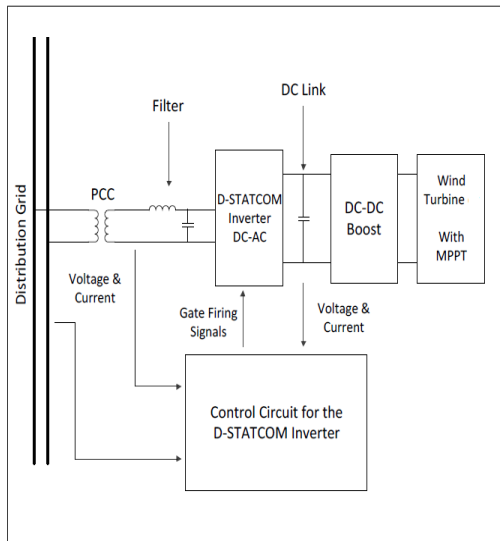 Distribution Grid
PCC
Filter
DC Link
D-STATCOM
Inverter
DC-AC
DC-DC
Boost
Wind
Turbine
With
MPPT
Voltage &
Current
Gate Firing
Signals
Voltage &
Current
Control Circuit for the
D-STATCOM Inverter